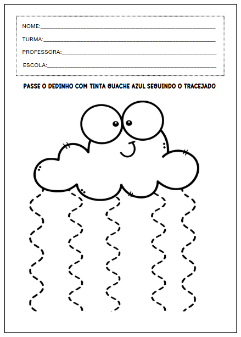 NOME:
TURMA:
PROFESSORA:
ESCOLA:
PASSE O DEDINHO COM TINTA GUACHE AZUL SEGUINDO O TRACEJADO